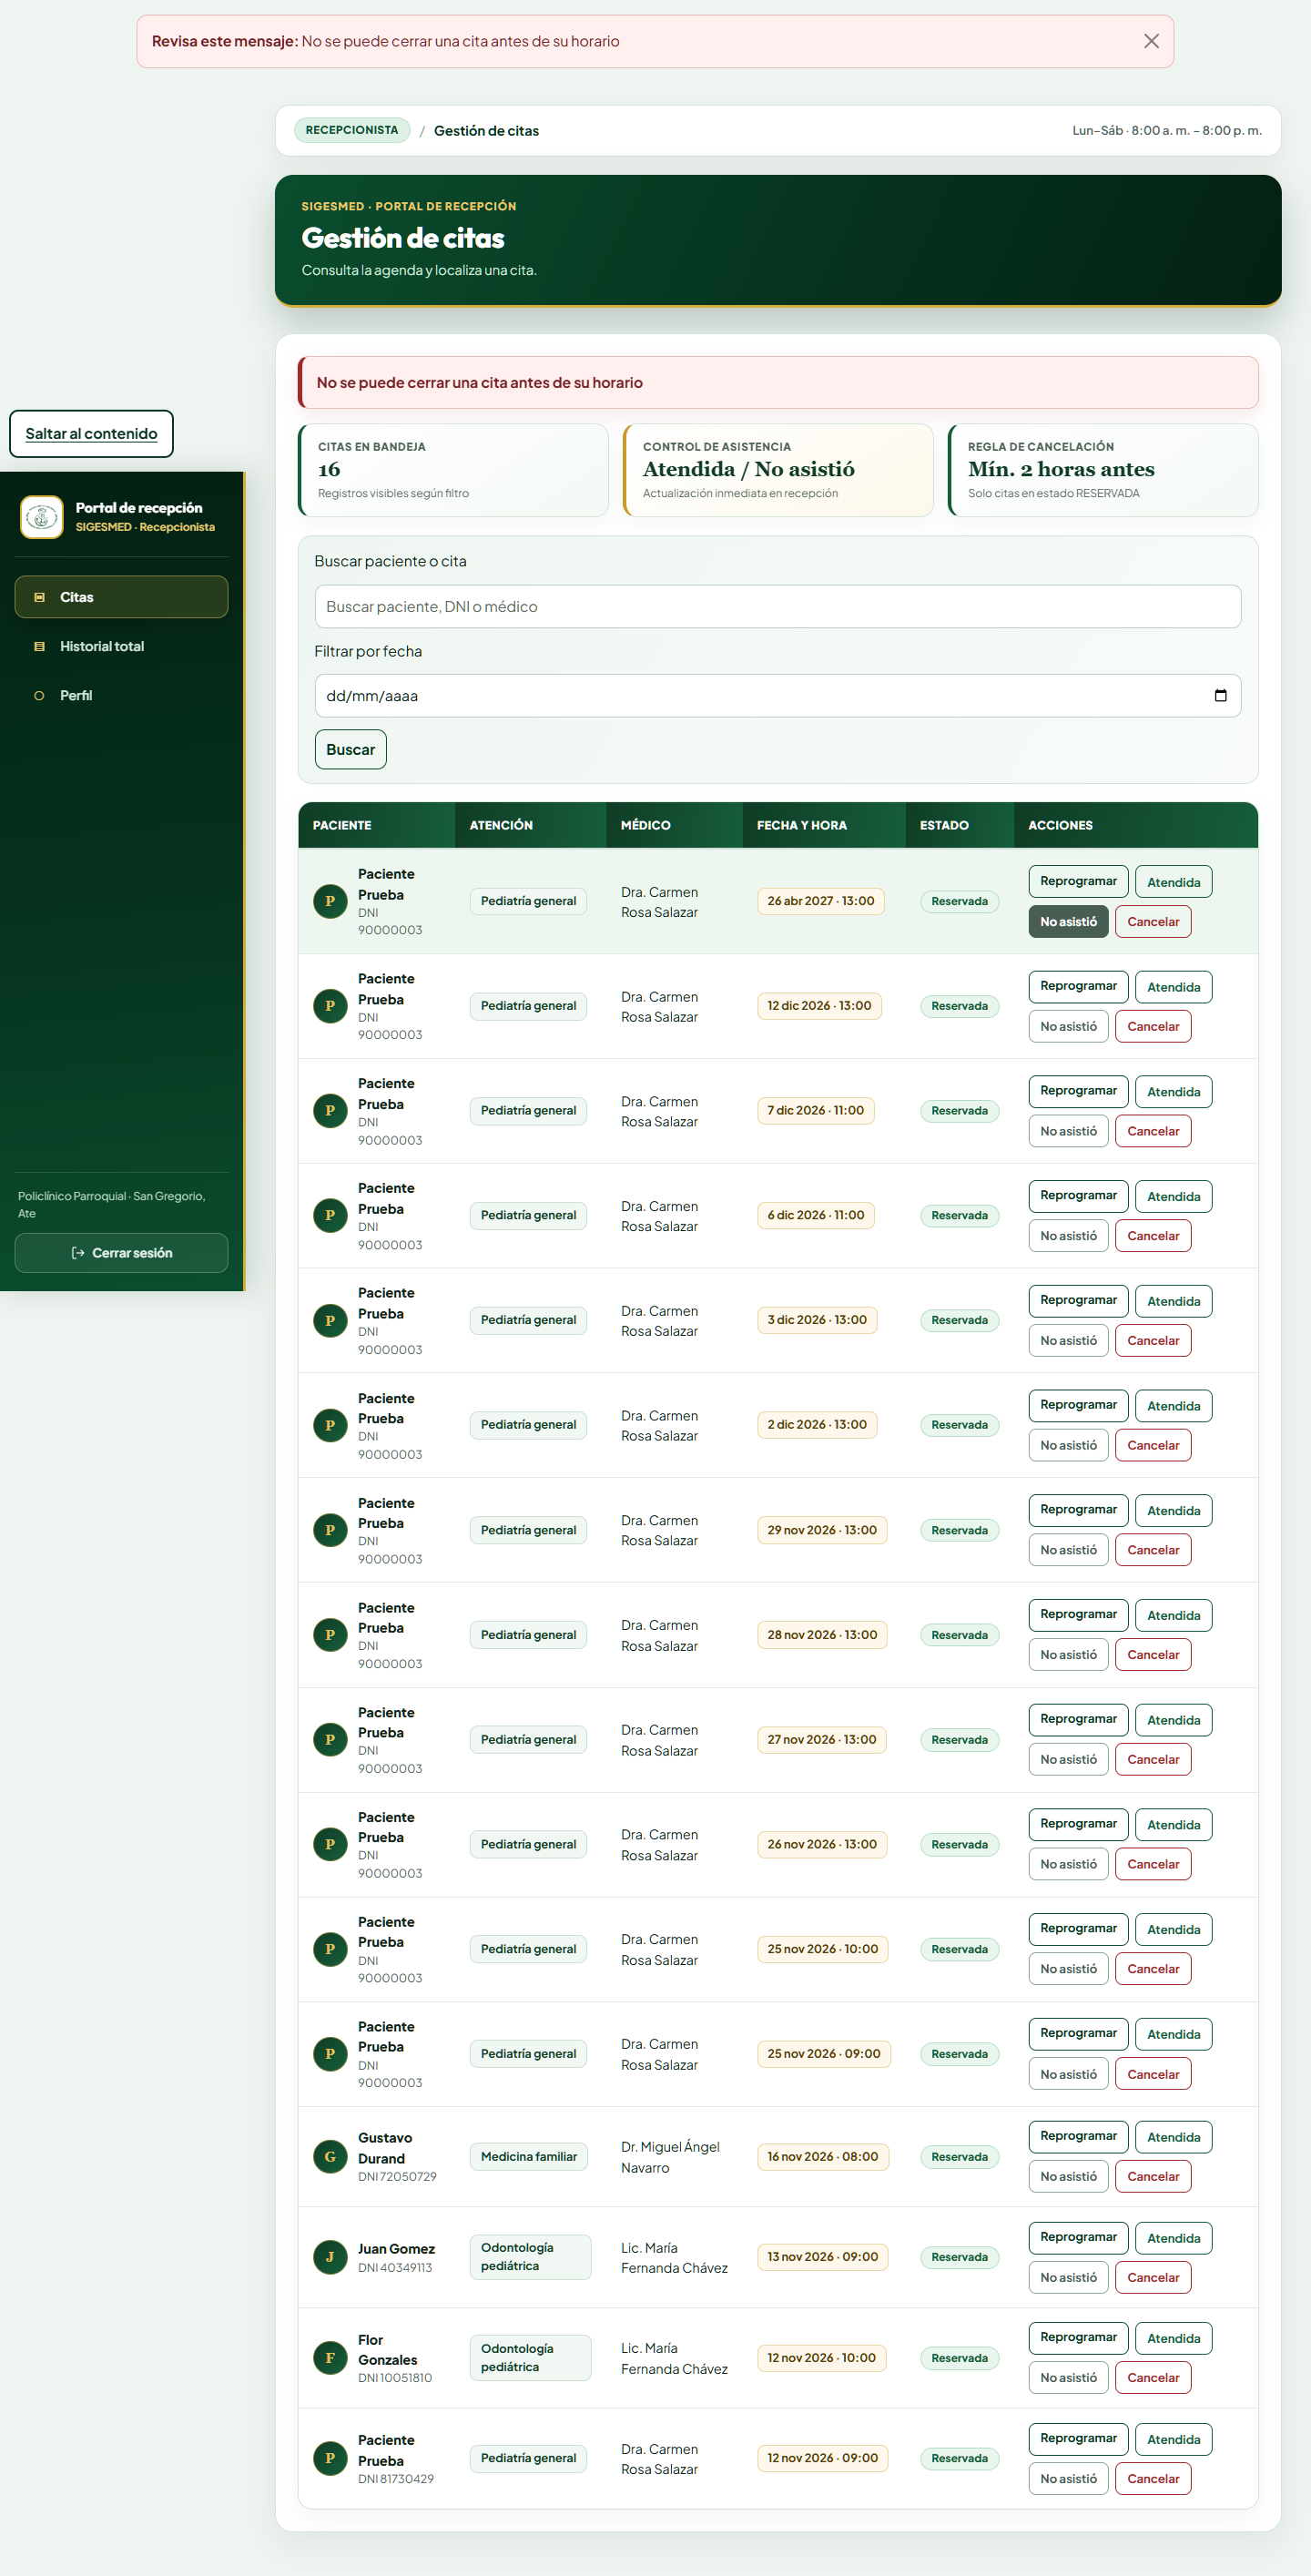 Revisa este mensaje: No se puede cerrar una cita antes de su horario
RECEPCIONISTA / Gestión de citas
Lun–Sáb · 8:00 a. m. – 8:00 p. m.
SIGESMED · PORTAL DE RECEPCIÓN
Gestión de citas
Consulta la agenda y localiza una cita.
No se puede cerrar una cita antes de su horario
CITAS EN BANDEJA
16
Registros visibles según filtro
CONTROL DE ASISTENCIA
Atendida / No asistió
Actualización inmediata en recepción
REGLA DE CANCELACIÓN
Mín. 2 horas antes
Solo citas en estado RESERVADA
Saltar al contenido
Portal de recepción
SIGESMED · Recepcionista
Citas
Historial total
Perfil
Policlínico Parroquial · San Gregorio,
Ate
Cerrar sesión
Buscar paciente o cita
Buscar paciente, DNI o médico
Filtrar por fecha
dd/mm/aaaa
Buscar
PACIENTE ATENCIÓN MÉDICO FECHA Y HORA ESTADO ACCIONES
P
Paciente
Prueba
DNI
90000003
Pediatría general
Dra. Carmen
Rosa Salazar
26 abr 2027 · 13:00
Reservada
Reprogramar Atendida
No asistió Cancelar
P
Paciente
Prueba
DNI
90000003
Pediatría general
Dra. Carmen
Rosa Salazar
12 dic 2026 · 13:00
Reservada
Reprogramar Atendida
No asistió Cancelar
P
Paciente
Prueba
DNI
90000003
Pediatría general
Dra. Carmen
Rosa Salazar
7 dic 2026 · 11:00
Reservada
Reprogramar Atendida
No asistió Cancelar
P
Paciente
Prueba
DNI
90000003
Pediatría general
Dra. Carmen
Rosa Salazar
6 dic 2026 · 11:00
Reservada
Reprogramar Atendida
No asistió Cancelar
P
Paciente
Prueba
DNI
90000003
Pediatría general
Dra. Carmen
Rosa Salazar
3 dic 2026 · 13:00
Reservada
Reprogramar Atendida
No asistió Cancelar
P
Paciente
Prueba
DNI
90000003
Pediatría general
Dra. Carmen
Rosa Salazar
2 dic 2026 · 13:00
Reservada
Reprogramar Atendida
No asistió Cancelar
P
Paciente
Prueba
DNI
90000003
Pediatría general
Dra. Carmen
Rosa Salazar
29 nov 2026 · 13:00
Reservada
Reprogramar Atendida
No asistió Cancelar
P
Paciente
Prueba
DNI
90000003
Pediatría general
Dra. Carmen
Rosa Salazar
28 nov 2026 · 13:00
Reservada
Reprogramar Atendida
No asistió Cancelar
P
Paciente
Prueba
DNI
90000003
Pediatría general
Dra. Carmen
Rosa Salazar
27 nov 2026 · 13:00
Reservada
Reprogramar Atendida
No asistió Cancelar
P
Paciente
Prueba
DNI
90000003
Pediatría general
Dra. Carmen
Rosa Salazar
26 nov 2026 · 13:00
Reservada
Reprogramar Atendida
No asistió Cancelar
P
Paciente
Prueba
DNI
90000003
Pediatría general
Dra. Carmen
Rosa Salazar
25 nov 2026 · 10:00
Reservada
Reprogramar Atendida
No asistió Cancelar
P
Paciente
Prueba
DNI
90000003
Pediatría general
Dra. Carmen
Rosa Salazar
25 nov 2026 · 09:00
Reservada
Reprogramar Atendida
No asistió Cancelar
G
Gustavo
Durand
DNI 72050729
Medicina familiar
Dr. Miguel Ángel
Navarro
16 nov 2026 · 08:00
Reservada
Reprogramar Atendida
No asistió Cancelar
J
Juan Gomez
DNI 40349113
Odontología
pediátrica
Lic. María
Fernanda Chávez
13 nov 2026 · 09:00
Reservada
Reprogramar Atendida
No asistió Cancelar
F
Flor
Gonzales
DNI 10051810
Odontología
pediátrica
Lic. María
Fernanda Chávez
12 nov 2026 · 10:00
Reservada
Reprogramar Atendida
No asistió Cancelar
P
Paciente
Prueba
DNI 81730429
Pediatría general
Dra. Carmen
Rosa Salazar
12 nov 2026 · 09:00
Reservada
Reprogramar Atendida
No asistió Cancelar